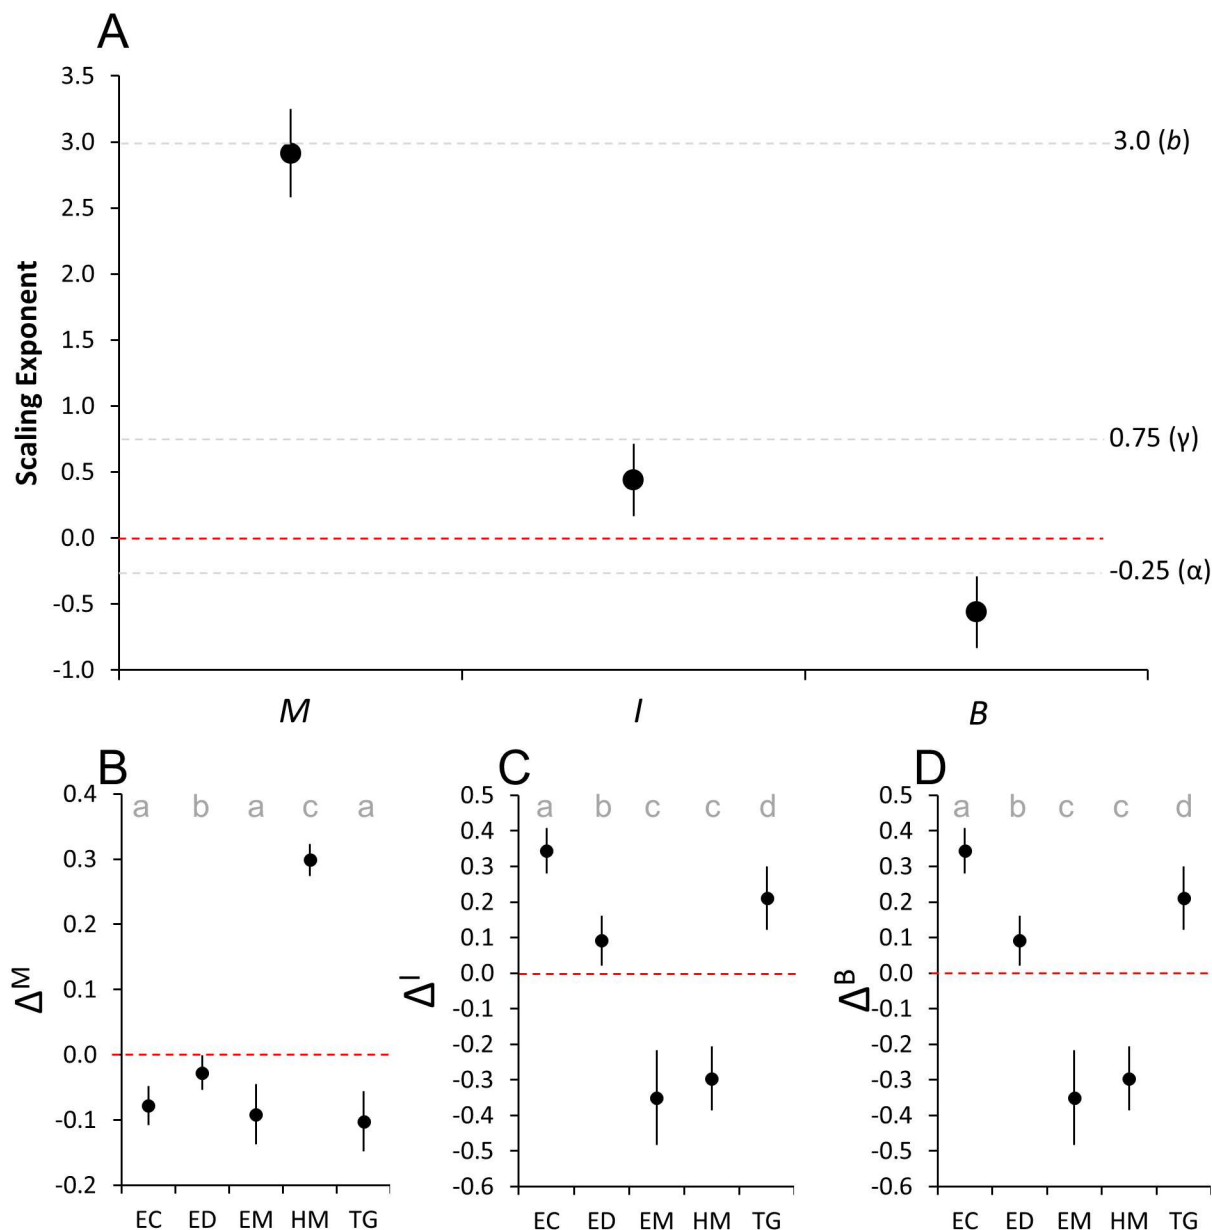 A
3.5
3.0
2.5
2.0
1.5
1.0
0.5
0.0
-0.5
-1.0
Scaling Exponent
3.0 (b)
0.75 (γ)
-0.25 (α)
M I B
B
a b a c a
0.4
0.3
0.2
0.1
0.0
-0.1
-0.2
ΔM
EC ED EM HM TG
C
a b c c d
0.5
0.4
0.3
0.2
0.1
0.0
-0.1
-0.2
-0.3
-0.4
-0.5
-0.6
ΔI
EC ED EM HM TG
D
a b c c d
0.5
0.4
0.3
0.2
0.1
0.0
-0.1
-0.2
-0.3
-0.4
-0.5
-0.6
ΔB
EC ED EM HM TG